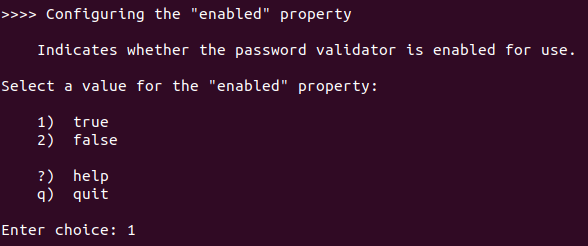 >>>> Configuring the "enabled" property
Indicates whether the password validator is enabled for use.
Select a value for the "enabled" property:
1) true
2) false
?) help
q) quit
Enter choice: 1